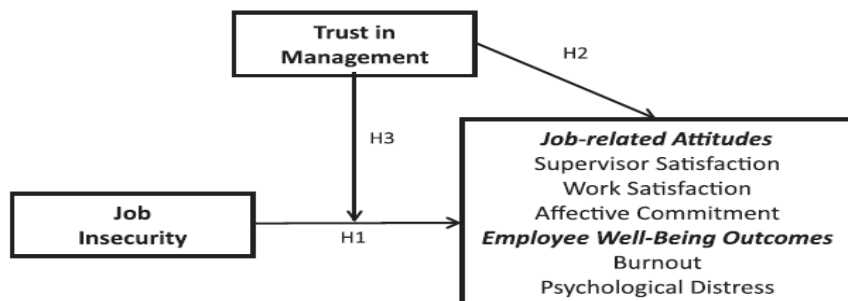 Trust in
Management
H2
H3
Job
Insecurity
H1
Job-related Attitudes
Supervisor Satisfaction
Work Satisfaction
Affective Commitment
Employee Well-Being Outcomes
Burnout
Psychological Distress